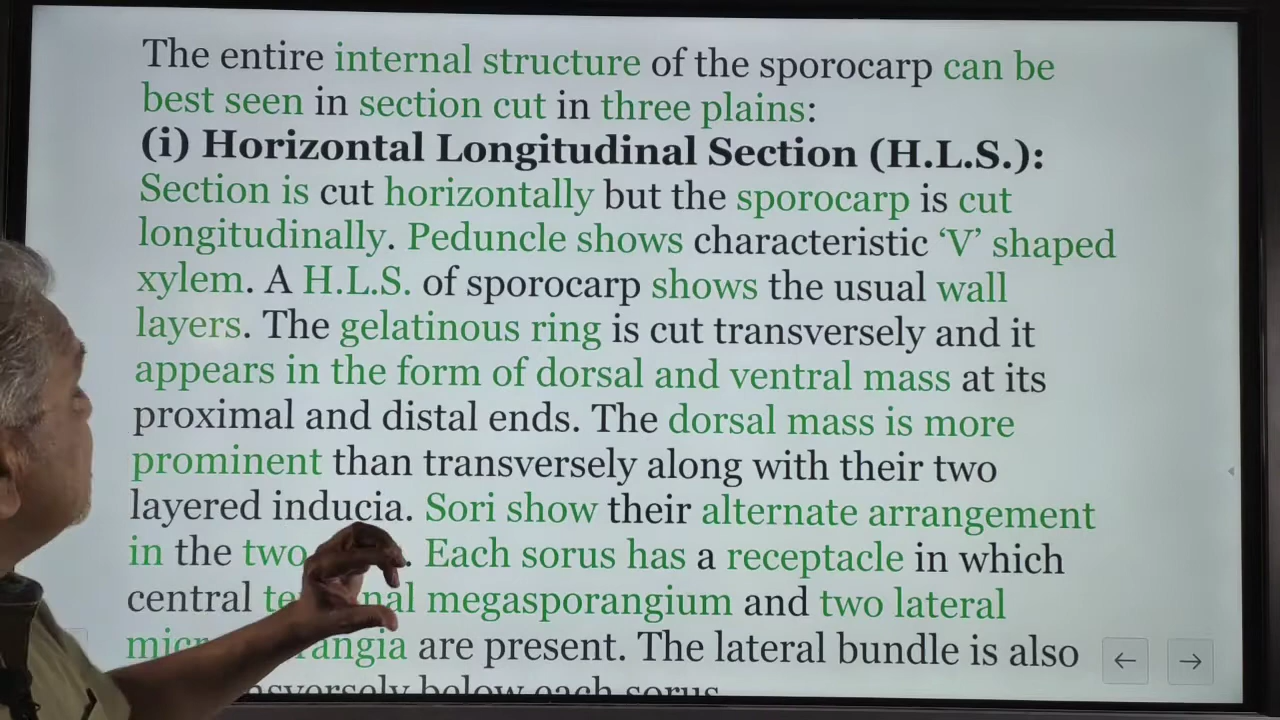 The entire internal structure of the sporocarp can be
best seen in section cut in three plains:
(i) Horizontal Longitudinal Section (H.L.S.):
Section is cut horizontally but the sporocarp is cut
longitudinally. Peduncle shows characteristic ‘V’ shaped
xylem. A H.L.S. of sporocarp shows the usual wall
layers. The gelatinous ring is cut transversely and it
appears in the form of dorsal and ventral mass at its
proximal and distal ends. The dorsal mass is more
prominent than transversely along with their two
layered inducia. Sori show their alternate arrangement
in the two . Each sorus has a receptacle in which
central megasporangium and two lateral
are present. The lateral bundle is also
below each sorus